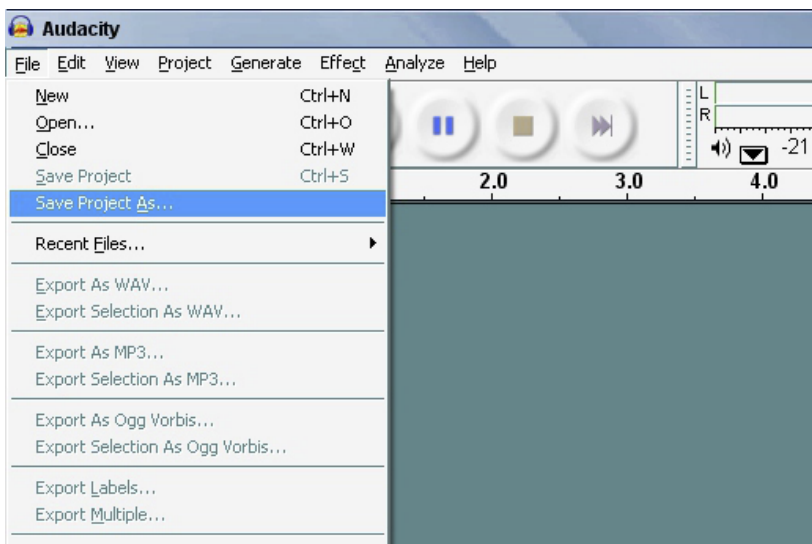 Audacity
File Edit View Project Generate Effect Analyze Help
New Ctrl+N
Open... Ctrl+O
Close Ctrl+W
Save Project Ctrl+S
Save Project As...
Recent Files...
Export As WAV...
Export Selection As WAV...
Export As MP3...
Export Selection As MP3...
Export As Ogg Vorbis...
Export Selection As Ogg Vorbis...
Export Labels...
Export Multiple...
L
R
-21
2.0 3.0 4.0